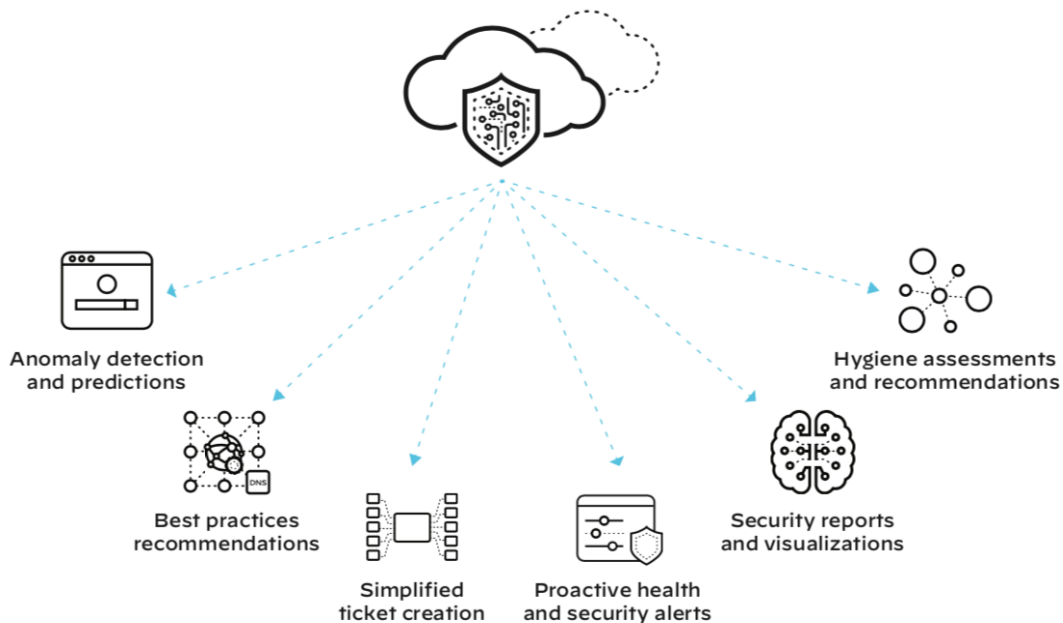 Anomaly detection
and predictions
Hygiene assessments
and recommendations
DNS
Best practices
recommendations
Security reports
and visualizations
Simplified
ticket creation
Proactive health
and security alerts